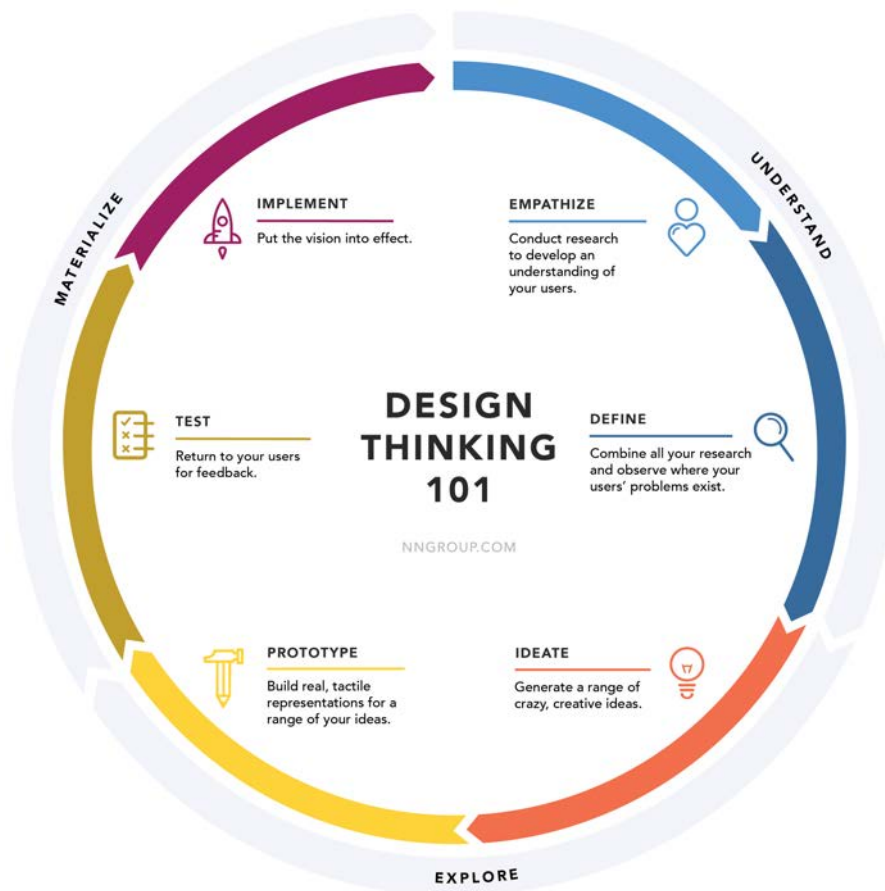 DESIGN
THINKING
101
NNGROUP.COM
UNDERSTAND
EMPATHIZE
Conduct research
to develop an
understanding of
your users.
DEFINE
Combine all your research
and observe where your
users’ problems exist.
EXPLORE
IDEATE
Generate a range of
crazy, creative ideas.
PROTOTYPE
Build real, tactile
representations for a
range of your ideas.
MATERIALIZE
TEST
Return to your users
for feedback.
IMPLEMENT
Put the vision into effect.